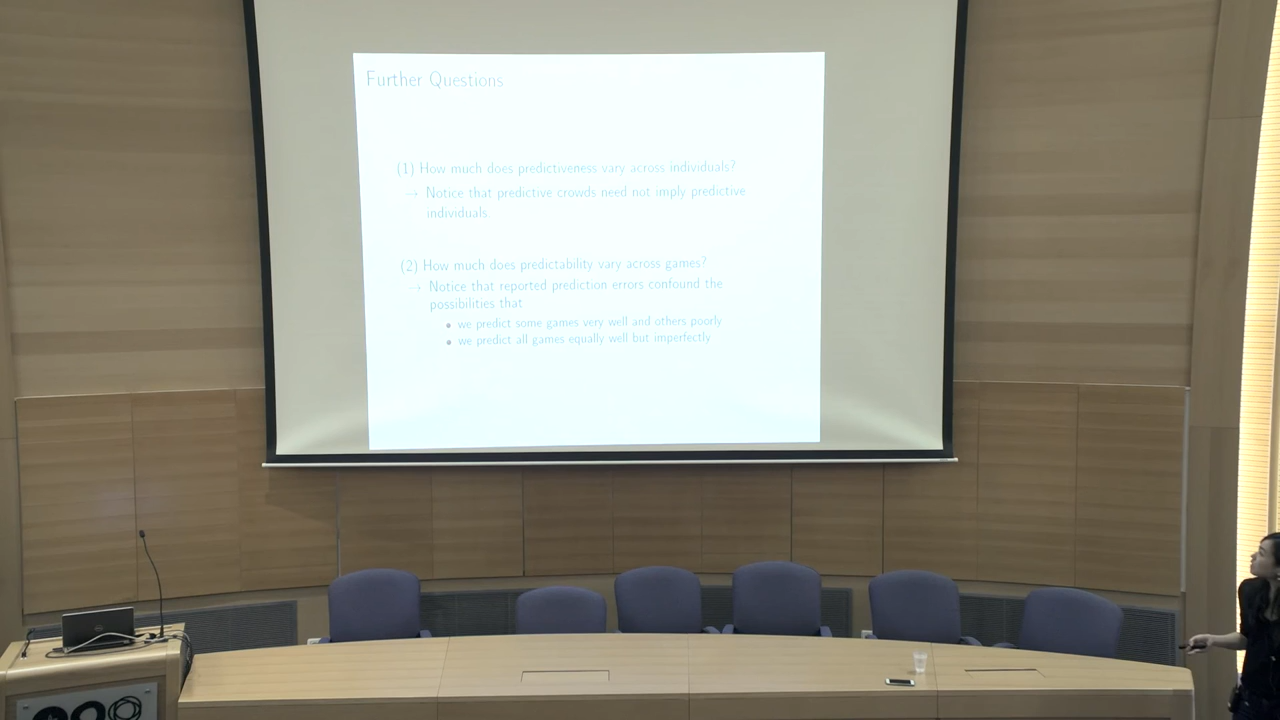 Further Questions
(1) How much does predictiveness vary across individuals?
→ Notice that predictive crowds need not imply predictive
individuals.
(2) How much does predictability vary across games?
→ Notice that reported prediction errors confound the
possibilities that
• we predict some games very well and others poorly
• we predict all games equally well but imperfectly